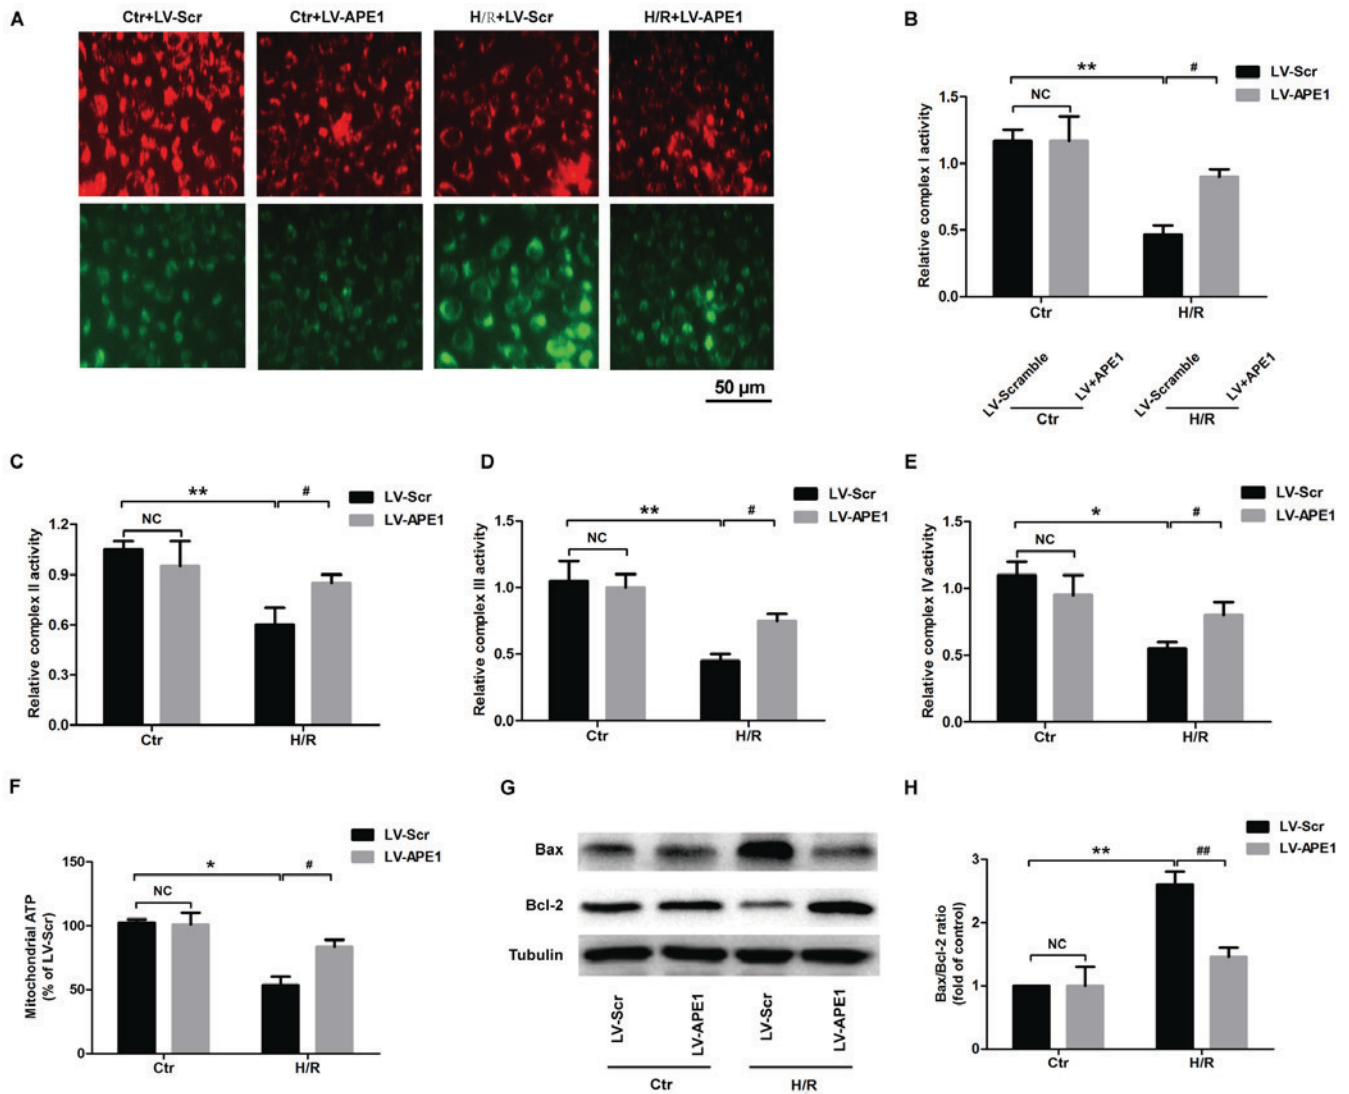 A
Ctr+LV-Scr
Ctr+LV-APE1
H/R+LV-Scr
H/R+LV-APE1
50 µm
B
LV-Scr
LV-APE1
**
#
NC
Relative complex I activity
1.5
1.0
0.5
0.0
Ctr
H/R
LV-Scramble
LV+APE1
LV-Scramble
LV+APE1
Ctr
H/R
C
LV-Scr
LV-APE1
**
#
NC
Relative complex II activity
1.2
0.9
0.6
0.3
0.0
Ctr
H/R
D
LV-Scr
LV-APE1
**
#
NC
Relative complex III activity
1.5
1.0
0.5
0.0
Ctr
H/R
E
LV-Scr
LV-APE1
*
#
NC
Relative complex IV activity
1.5
1.0
0.5
0.0
Ctr
H/R
F
LV-Scr
LV-APE1
*
#
NC
Mitochondrial ATP
(% of LV-Scr)
150
100
50
0
Ctr
H/R
G
Bax
Bcl-2
Tubulin
LV-Scr
LV-APE1
LV-Scr
LV-APE1
Ctr
H/R
H
LV-Scr
LV-APE1
**
##
NC
Bax/Bcl-2 ratio
(fold of control)
3
2
1
0
Ctr
H/R